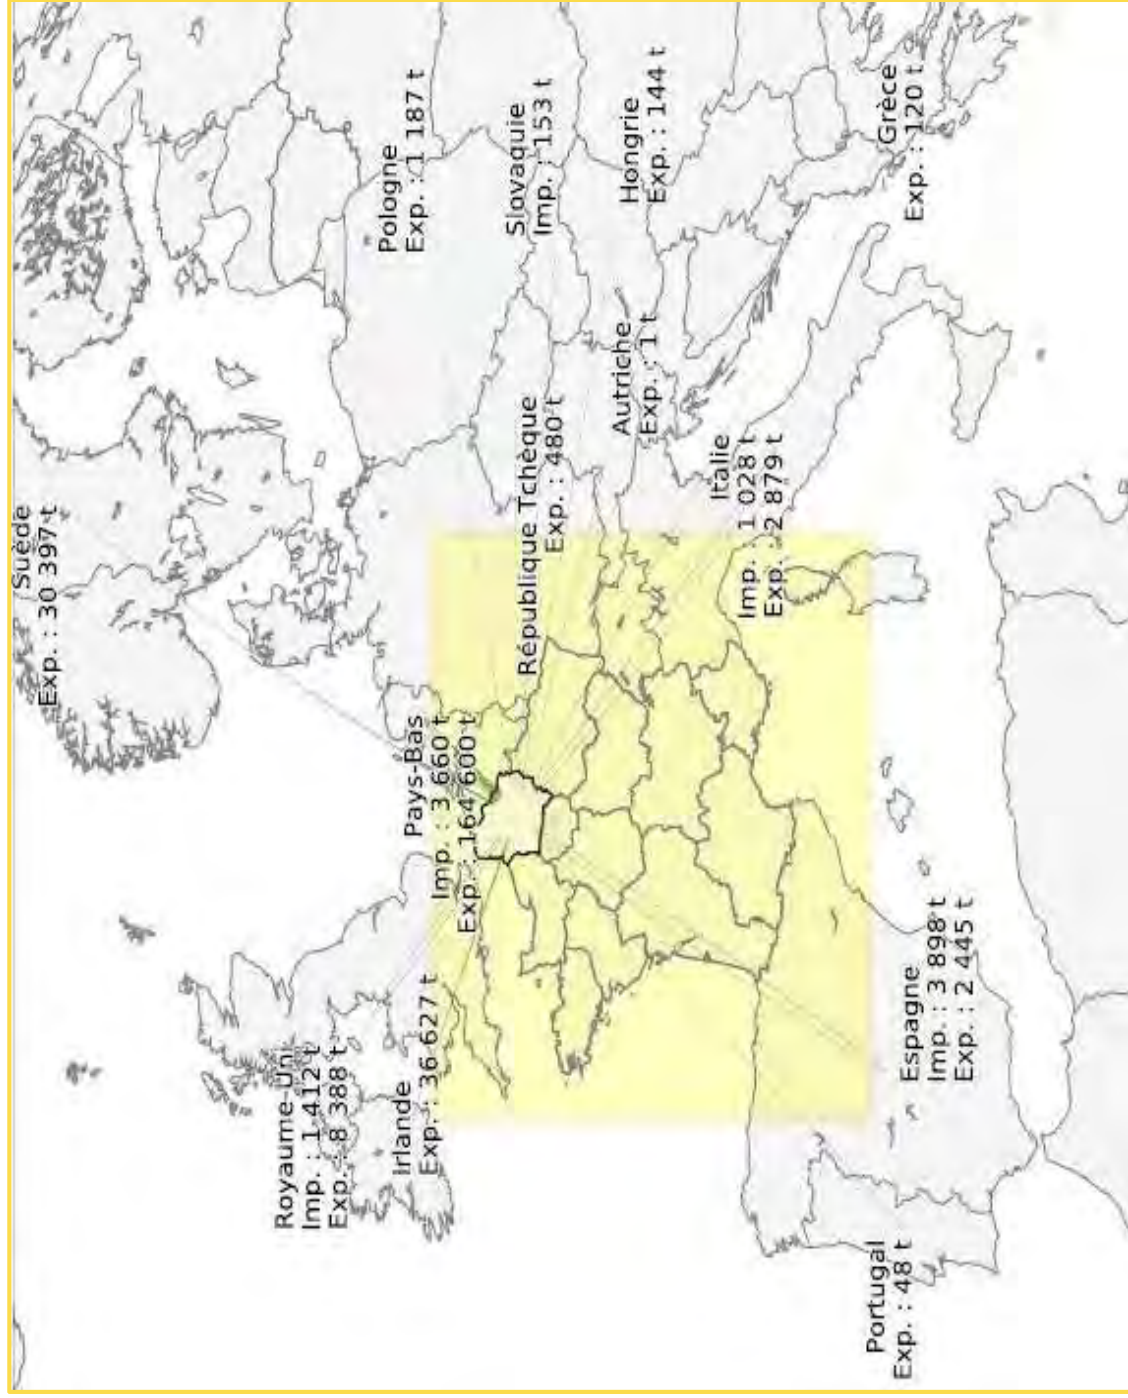 Suède
Exp. : 30 397 t
Royaume-Uni
Imp. : 1 412 t
Exp. : 8 388 t
Irlande
Exp. : 36 627 t
Pays-Bas
Imp. : 3 660 t
Exp. : 164 600 t
Pologne
Exp. : 1 187 t
République Tchèque
Exp. : 480 t
Slovaquie
Imp. : 153 t
Autriche
Exp. : 1 t
Hongrie
Exp. : 144 t
Italie
Imp. : 1 028 t
Exp. : 2 879 t
Grèce
Exp. : 120 t
Espagne
Imp. : 3 898 t
Exp. : 2 445 t
Portugal
Exp. : 48 t